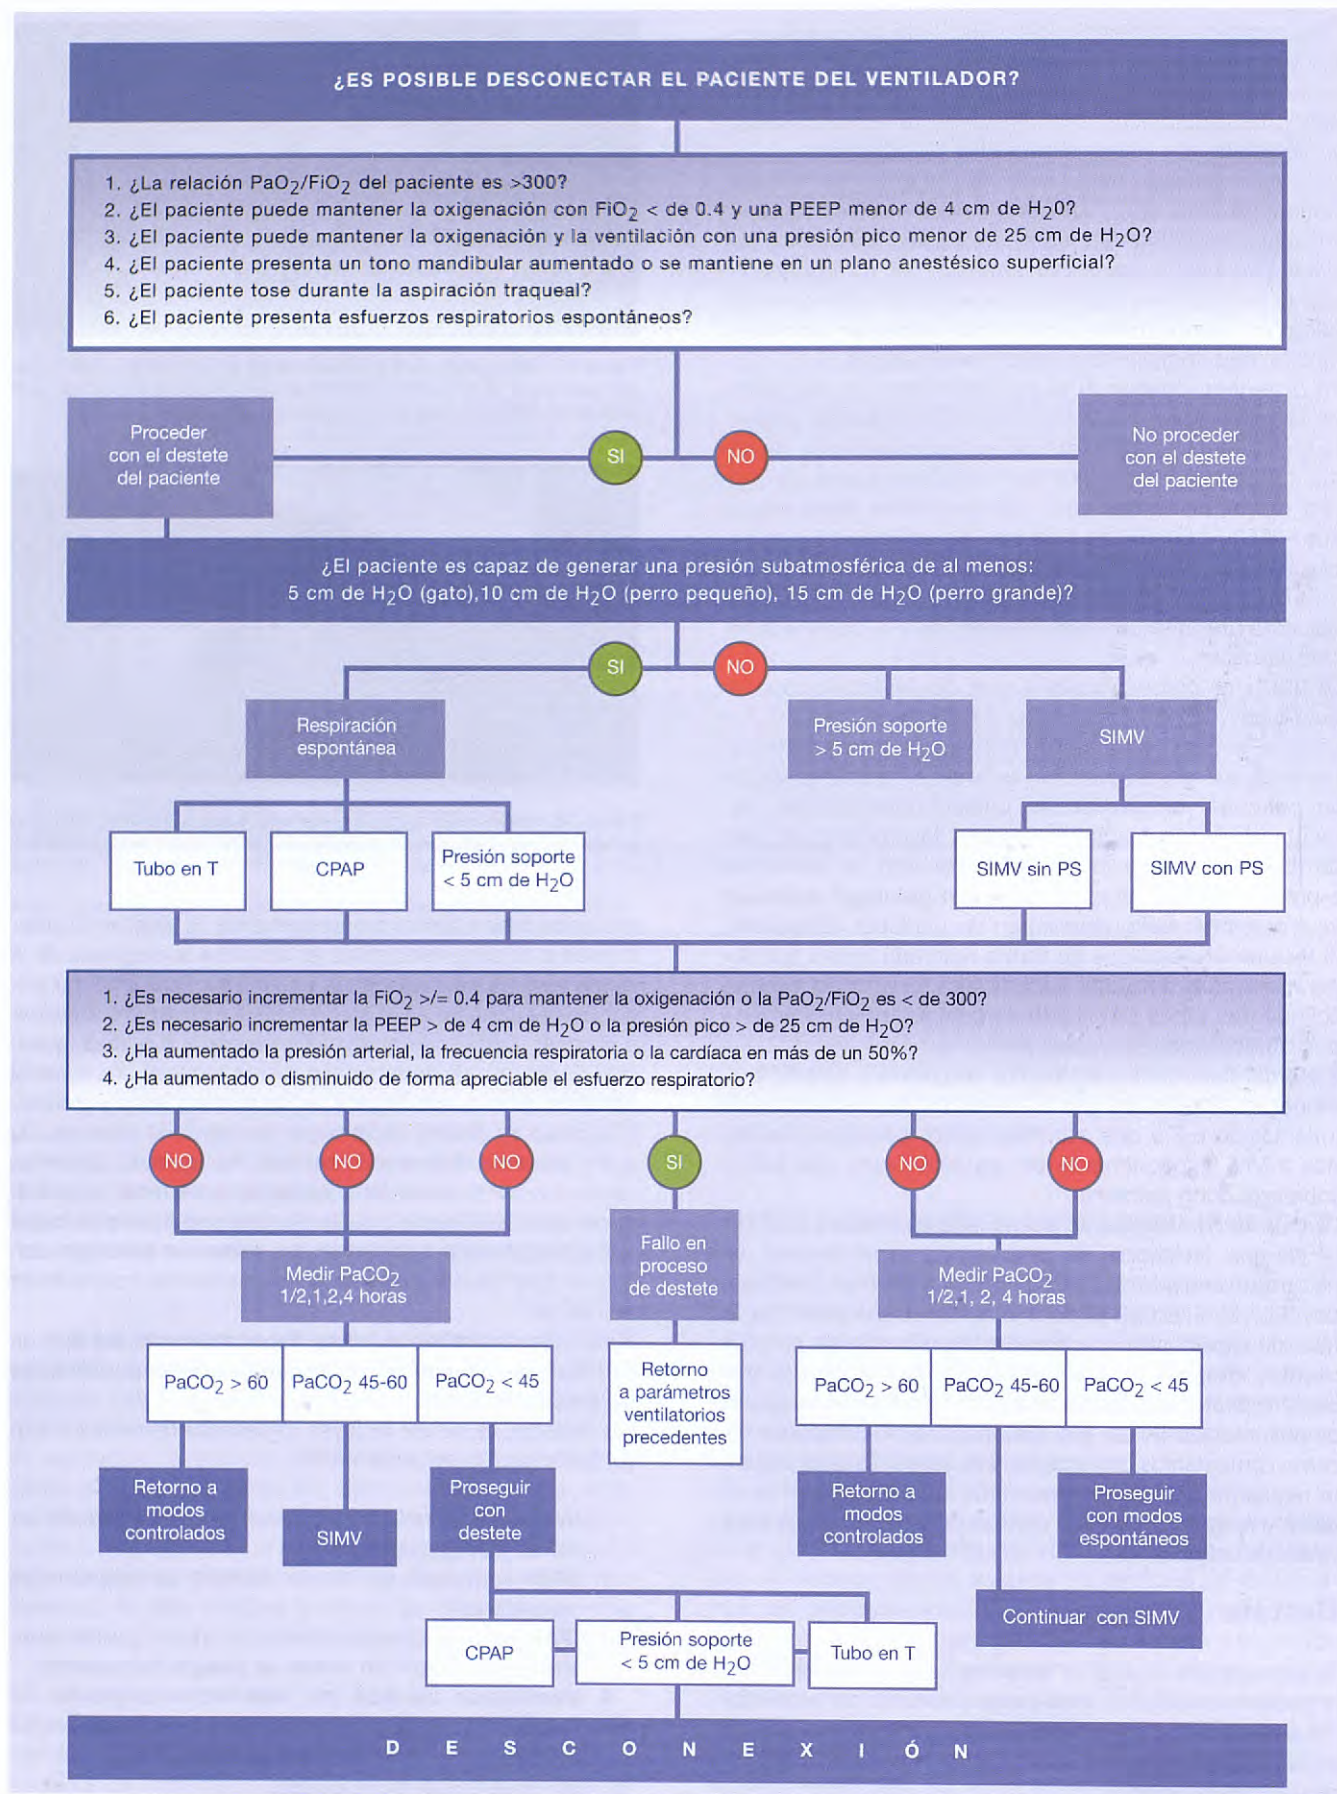 ¿ES POSIBLE DESCONECTAR EL PACIENTE DEL VENTILADOR?
1. ¿La relación PaO2/FiO2 del paciente es >300?
2. ¿El paciente puede mantener la oxigenación con FiO2 < de 0.4 y una PEEP menor de 4 cm de H20?
3. ¿El paciente puede mantener la oxigenación y la ventilación con una presión pico menor de 25 cm de H2O?
4. ¿El paciente presenta un tono mandibular aumentado o se mantiene en un plano anestésico superficial?
5. ¿El paciente tose durante la aspiración traqueal?
6. ¿El paciente presenta esfuerzos respiratorios espontáneos?
Proceder
con el destete
del paciente
SI
NO
No proceder
con el destete
del paciente
¿El paciente es capaz de generar una presión subatmosférica de al menos:
5 cm de H2O (gato),10 cm de H2O (perro pequeño), 15 cm de H2O (perro grande)?
SI
NO
Respiración
espontánea
Presión soporte
> 5 cm de H2O
SIMV
Tubo en T
CPAP
Presión soporte
< 5 cm de H2O
SIMV sin PS
SIMV con PS
1. ¿Es necesario incrementar la FiO2 >/= 0.4 para mantener la oxigenación o la PaO2/FiO2 es < de 300?
2. ¿Es necesario incrementar la PEEP > de 4 cm de H2O o la presión pico > de 25 cm de H2O?
3. ¿Ha aumentado la presión arterial, la frecuencia respiratoria o la cardíaca en más de un 50%?
4. ¿Ha aumentado o disminuido de forma apreciable el esfuerzo respiratorio?
NO
NO
NO
SI
NO
NO
Medir PaCO2
1/2,1,2,4 horas
Fallo en
proceso
de destete
Medir PaCO2
1/2,1, 2, 4 horas
PaCO2 > 60
PaCO2 45-60
PaCO2 < 45
Retorno
a parámetros
ventilatorios
precedentes
PaCO2 > 60
PaCO2 45-60
PaCO2 < 45
Retorno a
modos
controlados
SIMV
Proseguir
con
destete
Retorno a
modos
controlados
Proseguir
con modos
espontáneos
Continuar con SIMV
CPAP
Presión soporte
< 5 cm de H2O
Tubo en T
DESCONEXIÓN